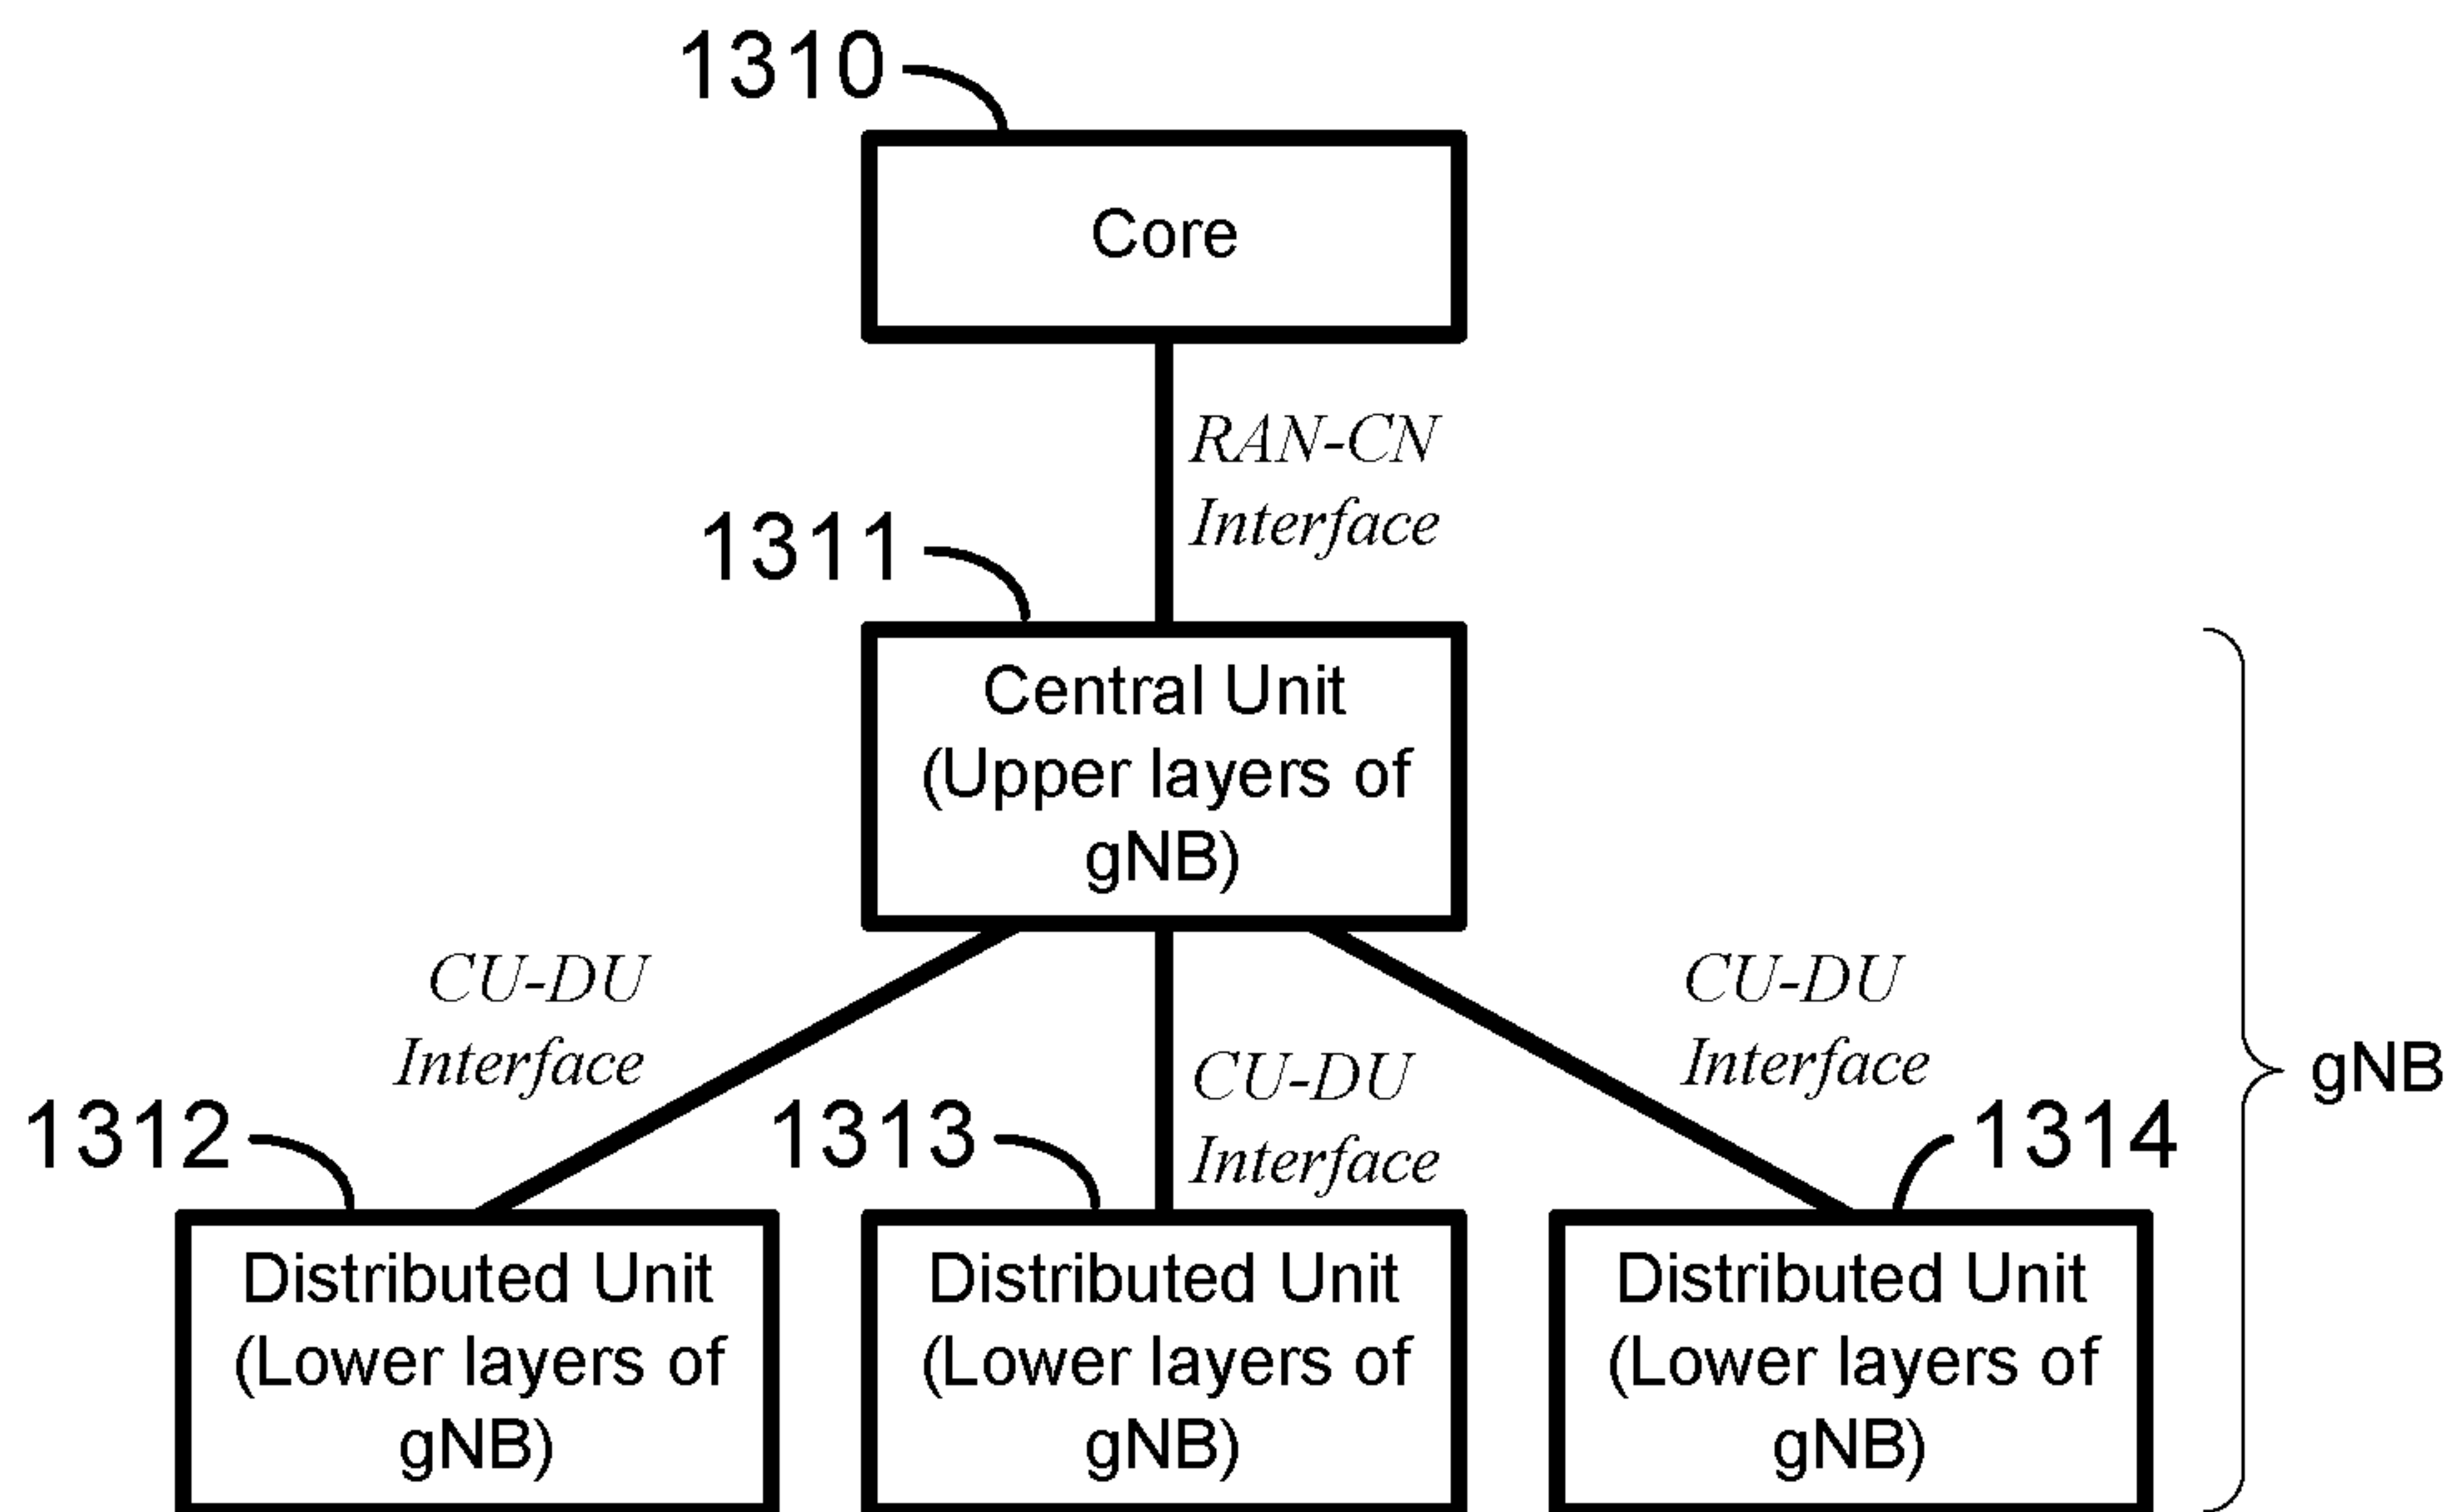 1310
Core
RAN-CN
Interface
1311
Central Unit
(Upper layers of
gNB)
CU-DU
Interface
CU-DU
Interface
CU-DU
Interface
gNB
1312
1313
1314
Distributed Unit
(Lower layers of
gNB)
Distributed Unit
(Lower layers of
gNB)
Distributed Unit
(Lower layers of
gNB)